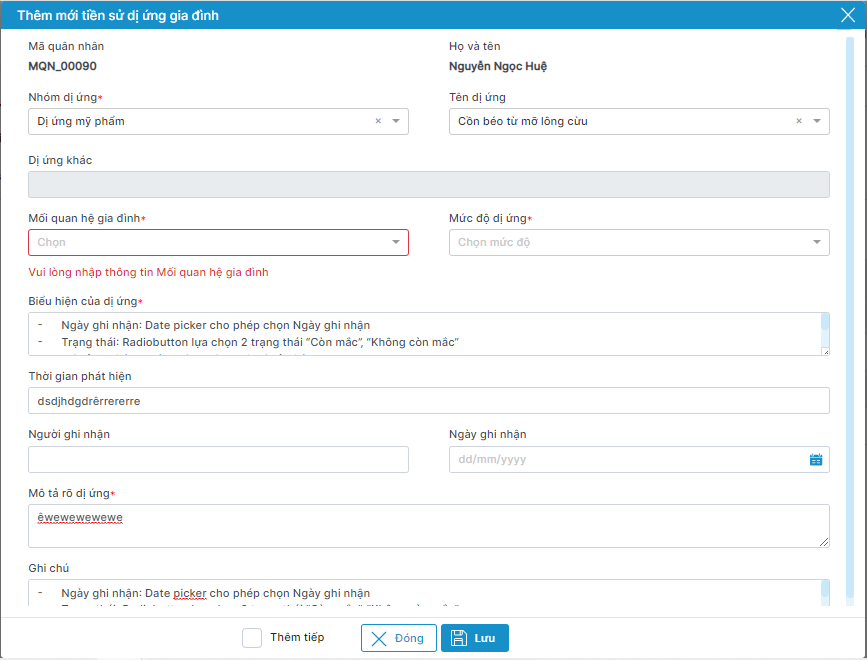 Thêm mới tiền sử dị ứng gia đình
Mã quân nhân
Họ và tên
MQN_00090
Nguyễn Ngọc Huệ
Nhóm dị ứng*
Tên dị ứng
Dị ứng mỹ phẩm
Cồn béo từ mỡ lông cừu
Dị ứng khác
Mối quan hệ gia đình*
Mức độ dị ứng*
Chọn
Chọn mức độ
Vui lòng nhập thông tin Mối quan hệ gia đình
Biểu hiện của dị ứng*
- Ngày ghi nhận: Date picker cho phép chọn Ngày ghi nhận
- Trạng thái: Radiobutton lựa chọn 2 trạng thái “Còn mắc”, “Không còn mắc”
Thời gian phát hiện
dsdjhdgdrêrrererre
Người ghi nhận
Ngày ghi nhận
dd/mm/yyyy
Mô tả rõ dị ứng*
êwewewewewe
Ghi chú
- Ngày ghi nhận: Date picker cho phép chọn Ngày ghi nhận
Thêm tiếp
Đóng
Lưu